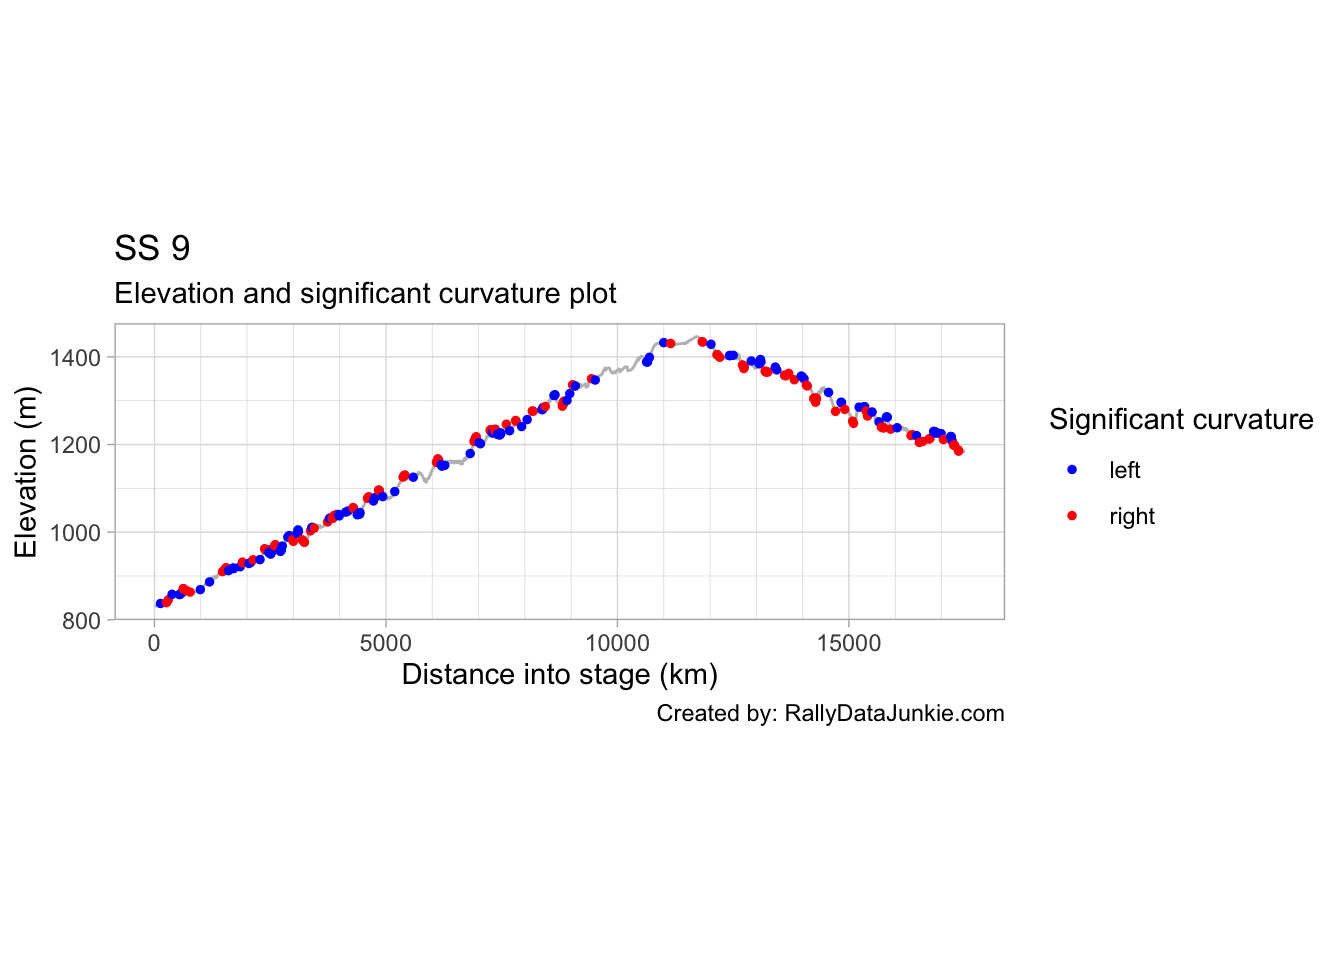 SS 9
Elevation and significant curvature plot
1400
1200
1000
800
Elevation (m)
0 5000 10000 15000
Distance into stage (km)
Significant curvature
left
right
Created by: RallyDataJunkie.com